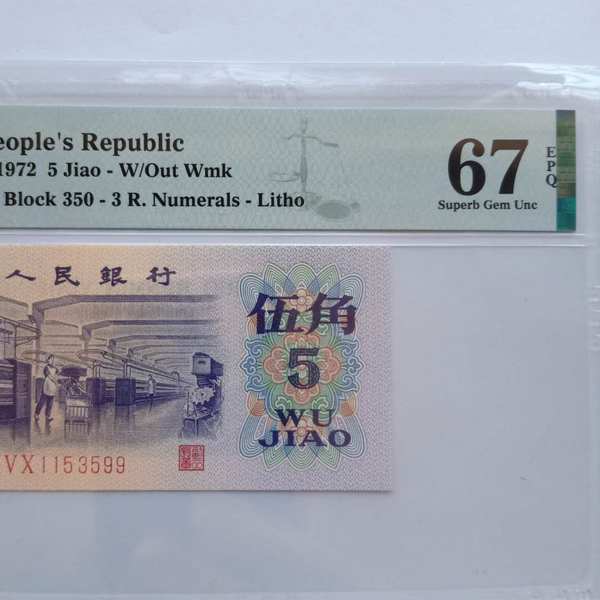 eople's Republic
1972 5 Jiao - W/Out Wmk
Block 350 - 3 R. Numerals - Litho
67
EPQ
Superb Gem Unc
人民銀行
伍角
5
WU
JIAO
VX1153599